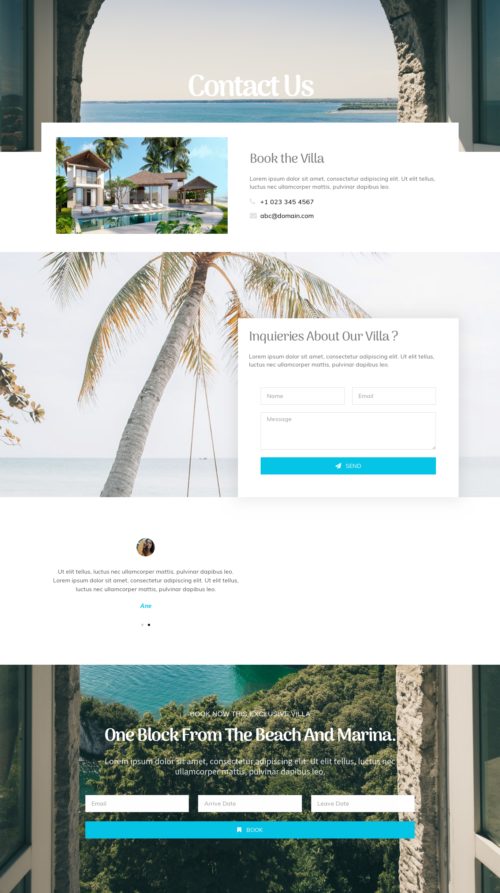 Contact Us
Book the Villa
Lorem ipsum dolor sit amet, consectetur adipiscing elit. Ut elit tellus,
luctus nec ullamcorper mattis, pulvinar dapibus leo.
+1 023 345 4567
abc@domain.com
Inquieries About Our Villa ?
Lorem ipsum dolor sit amet, consectetur adipiscing elit. Ut elit tellus,
luctus nec ullamcorper mattis, pulvinar dapibus leo.
Name
Email
Message
SEND
Ut elit tellus, luctus nec ullamcorper mattis, pulvinar dapibus leo.
Lorem ipsum dolor sit amet, consectetur adipiscing elit. Ut elit tellus,
luctus nec ullamcorper mattis, pulvinar dapibus leo.
Ane
BOOK NOW THIS EXCLUSIVE VILLA
One Block From The Beach And Marina.
Lorem ipsum dolor sit amet, consectetur adipiscing elit. Ut elit tellus, luctus nec
ullamcorper mattis, pulvinar dapibus leo.
Email
Arrive Date
Leave Date
BOOK